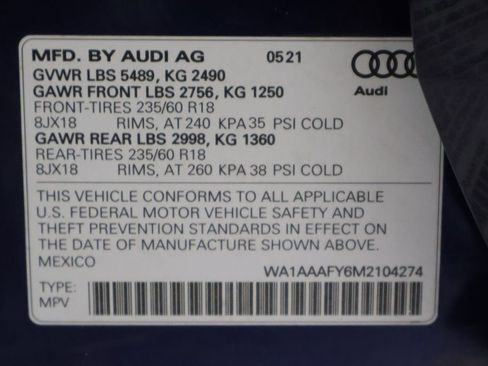 MFD. BY AUDI AG 0521
GVWR LBS 5489, KG 2490
GAWR FRONT LBS 2756, KG 1250
Audi
FRONT-TIRES 235/60 R18
8JX18 RIMS, AT 240 KPA 35 PSI COLD
GAWR REAR LBS 2998, KG 1360
REAR-TIRES 235/60 R18
8JX18 RIMS, AT 260 KPA 38 PSI COLD
THIS VEHICLE CONFORMS TO ALL APPLICABLE
U.S. FEDERAL MOTOR VEHICLE SAFETY AND
THEFT PREVENTION STANDARDS IN EFFECT ON
THE DATE OF MANUFACTURE SHOWN ABOVE.
MEXICO
WA1AAAFY6M2104274
TYPE:
MPV